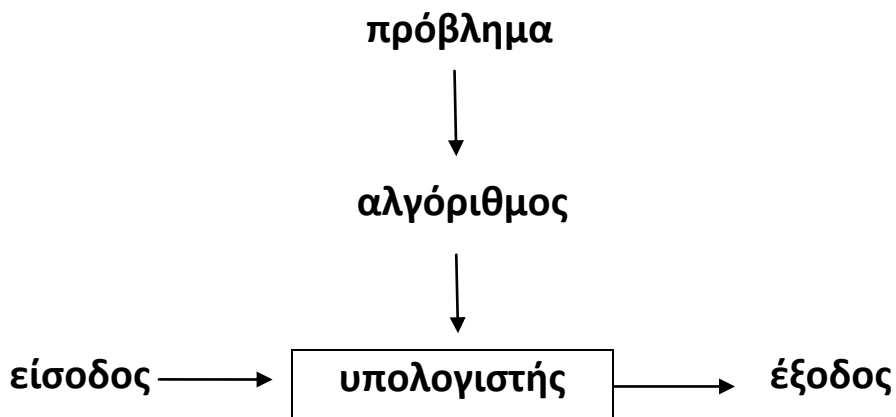 πρόβλημα
αλγόριθμος
είσοδος υπολογιστής έξοδος